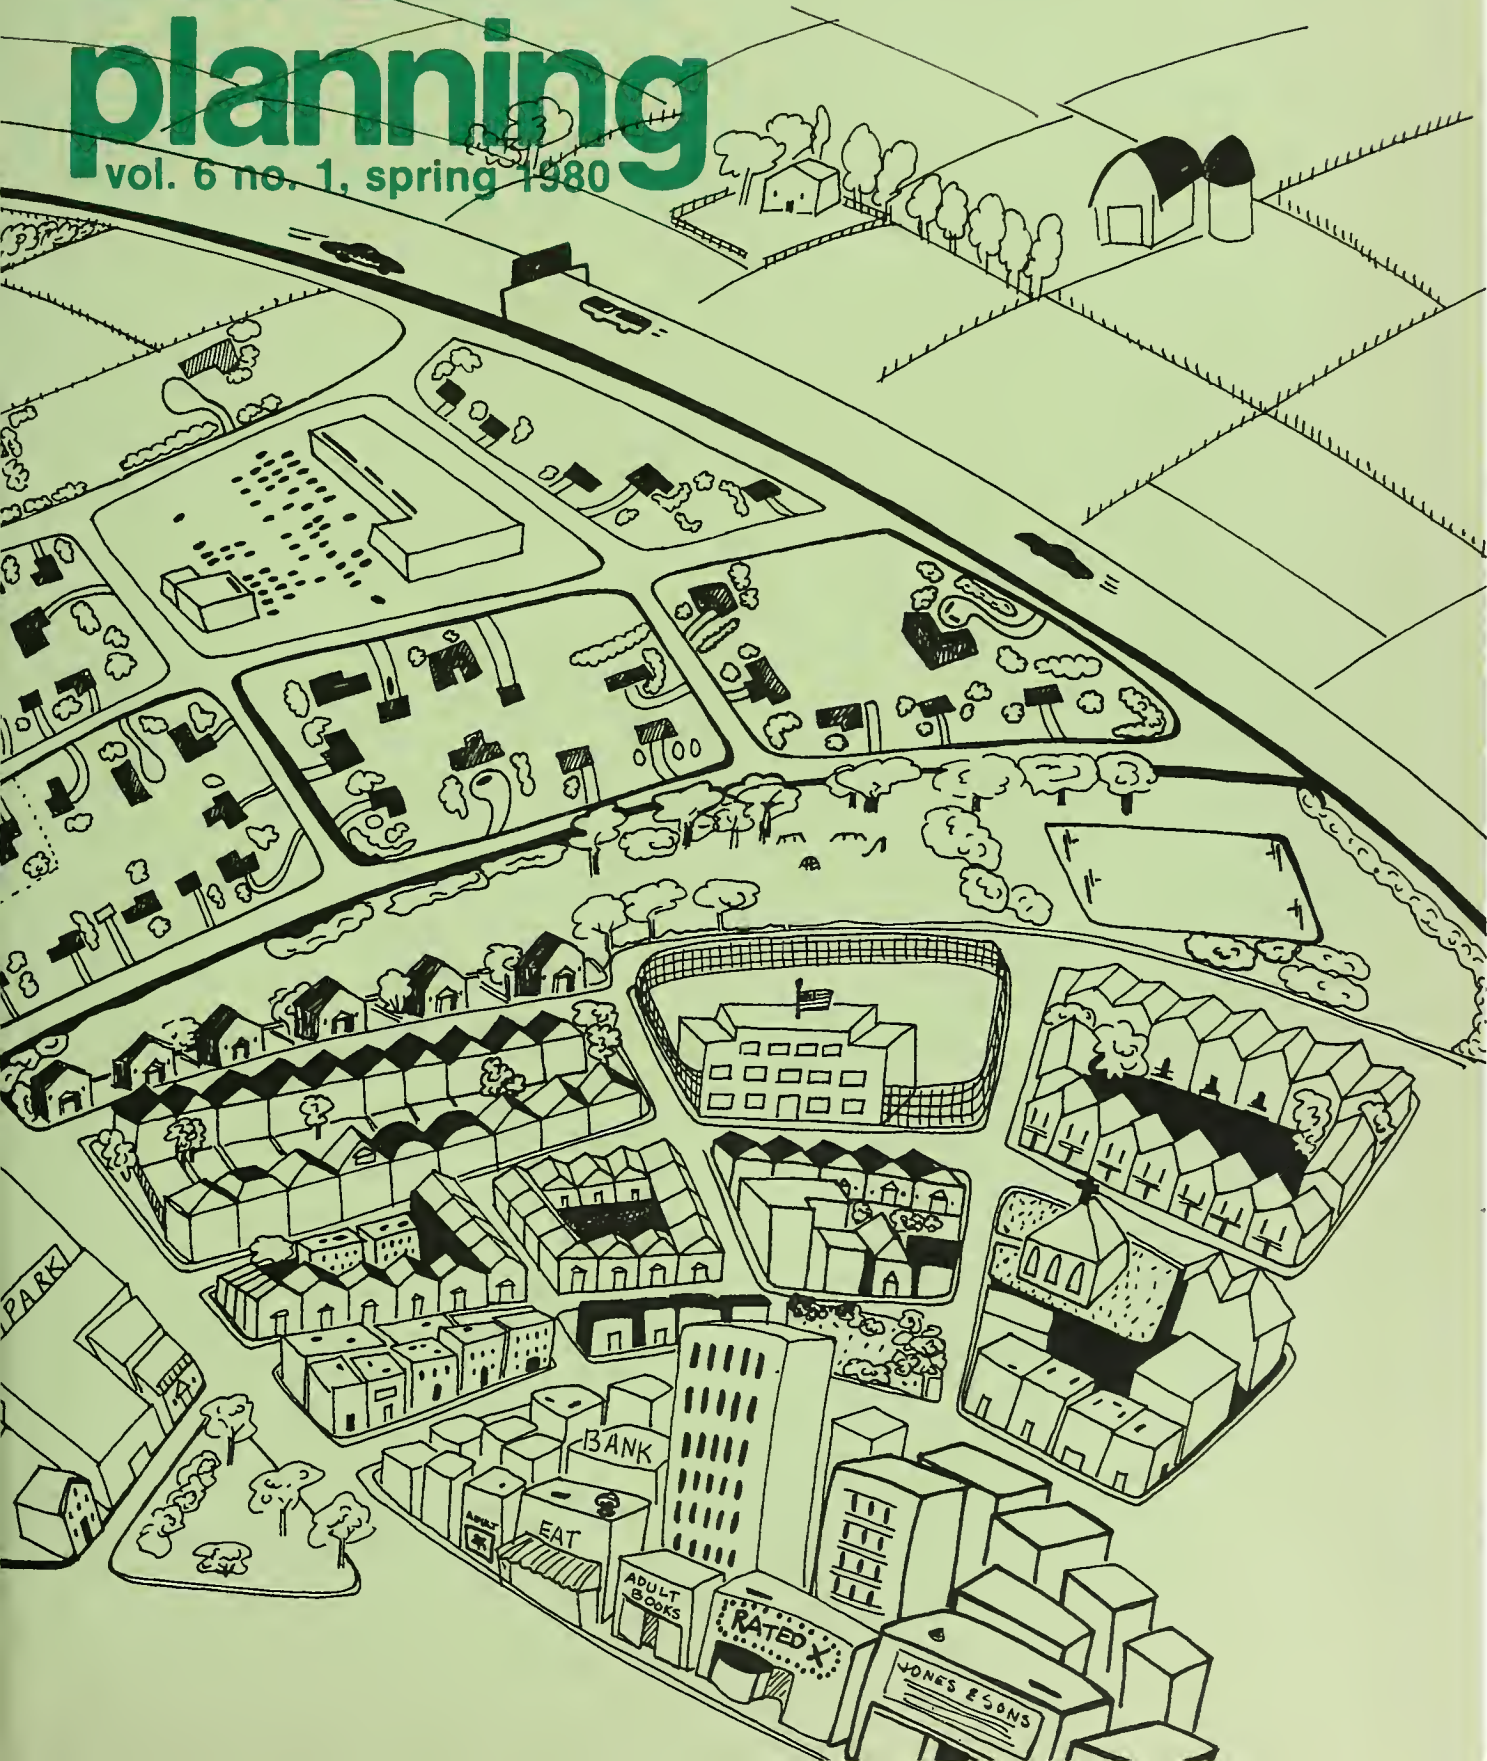 planning
vol. 6 no. 1, spring 1980
PARK
BANK
ADULT
EAT
ADULT
BOOKS
RATED X
JONES & SONS